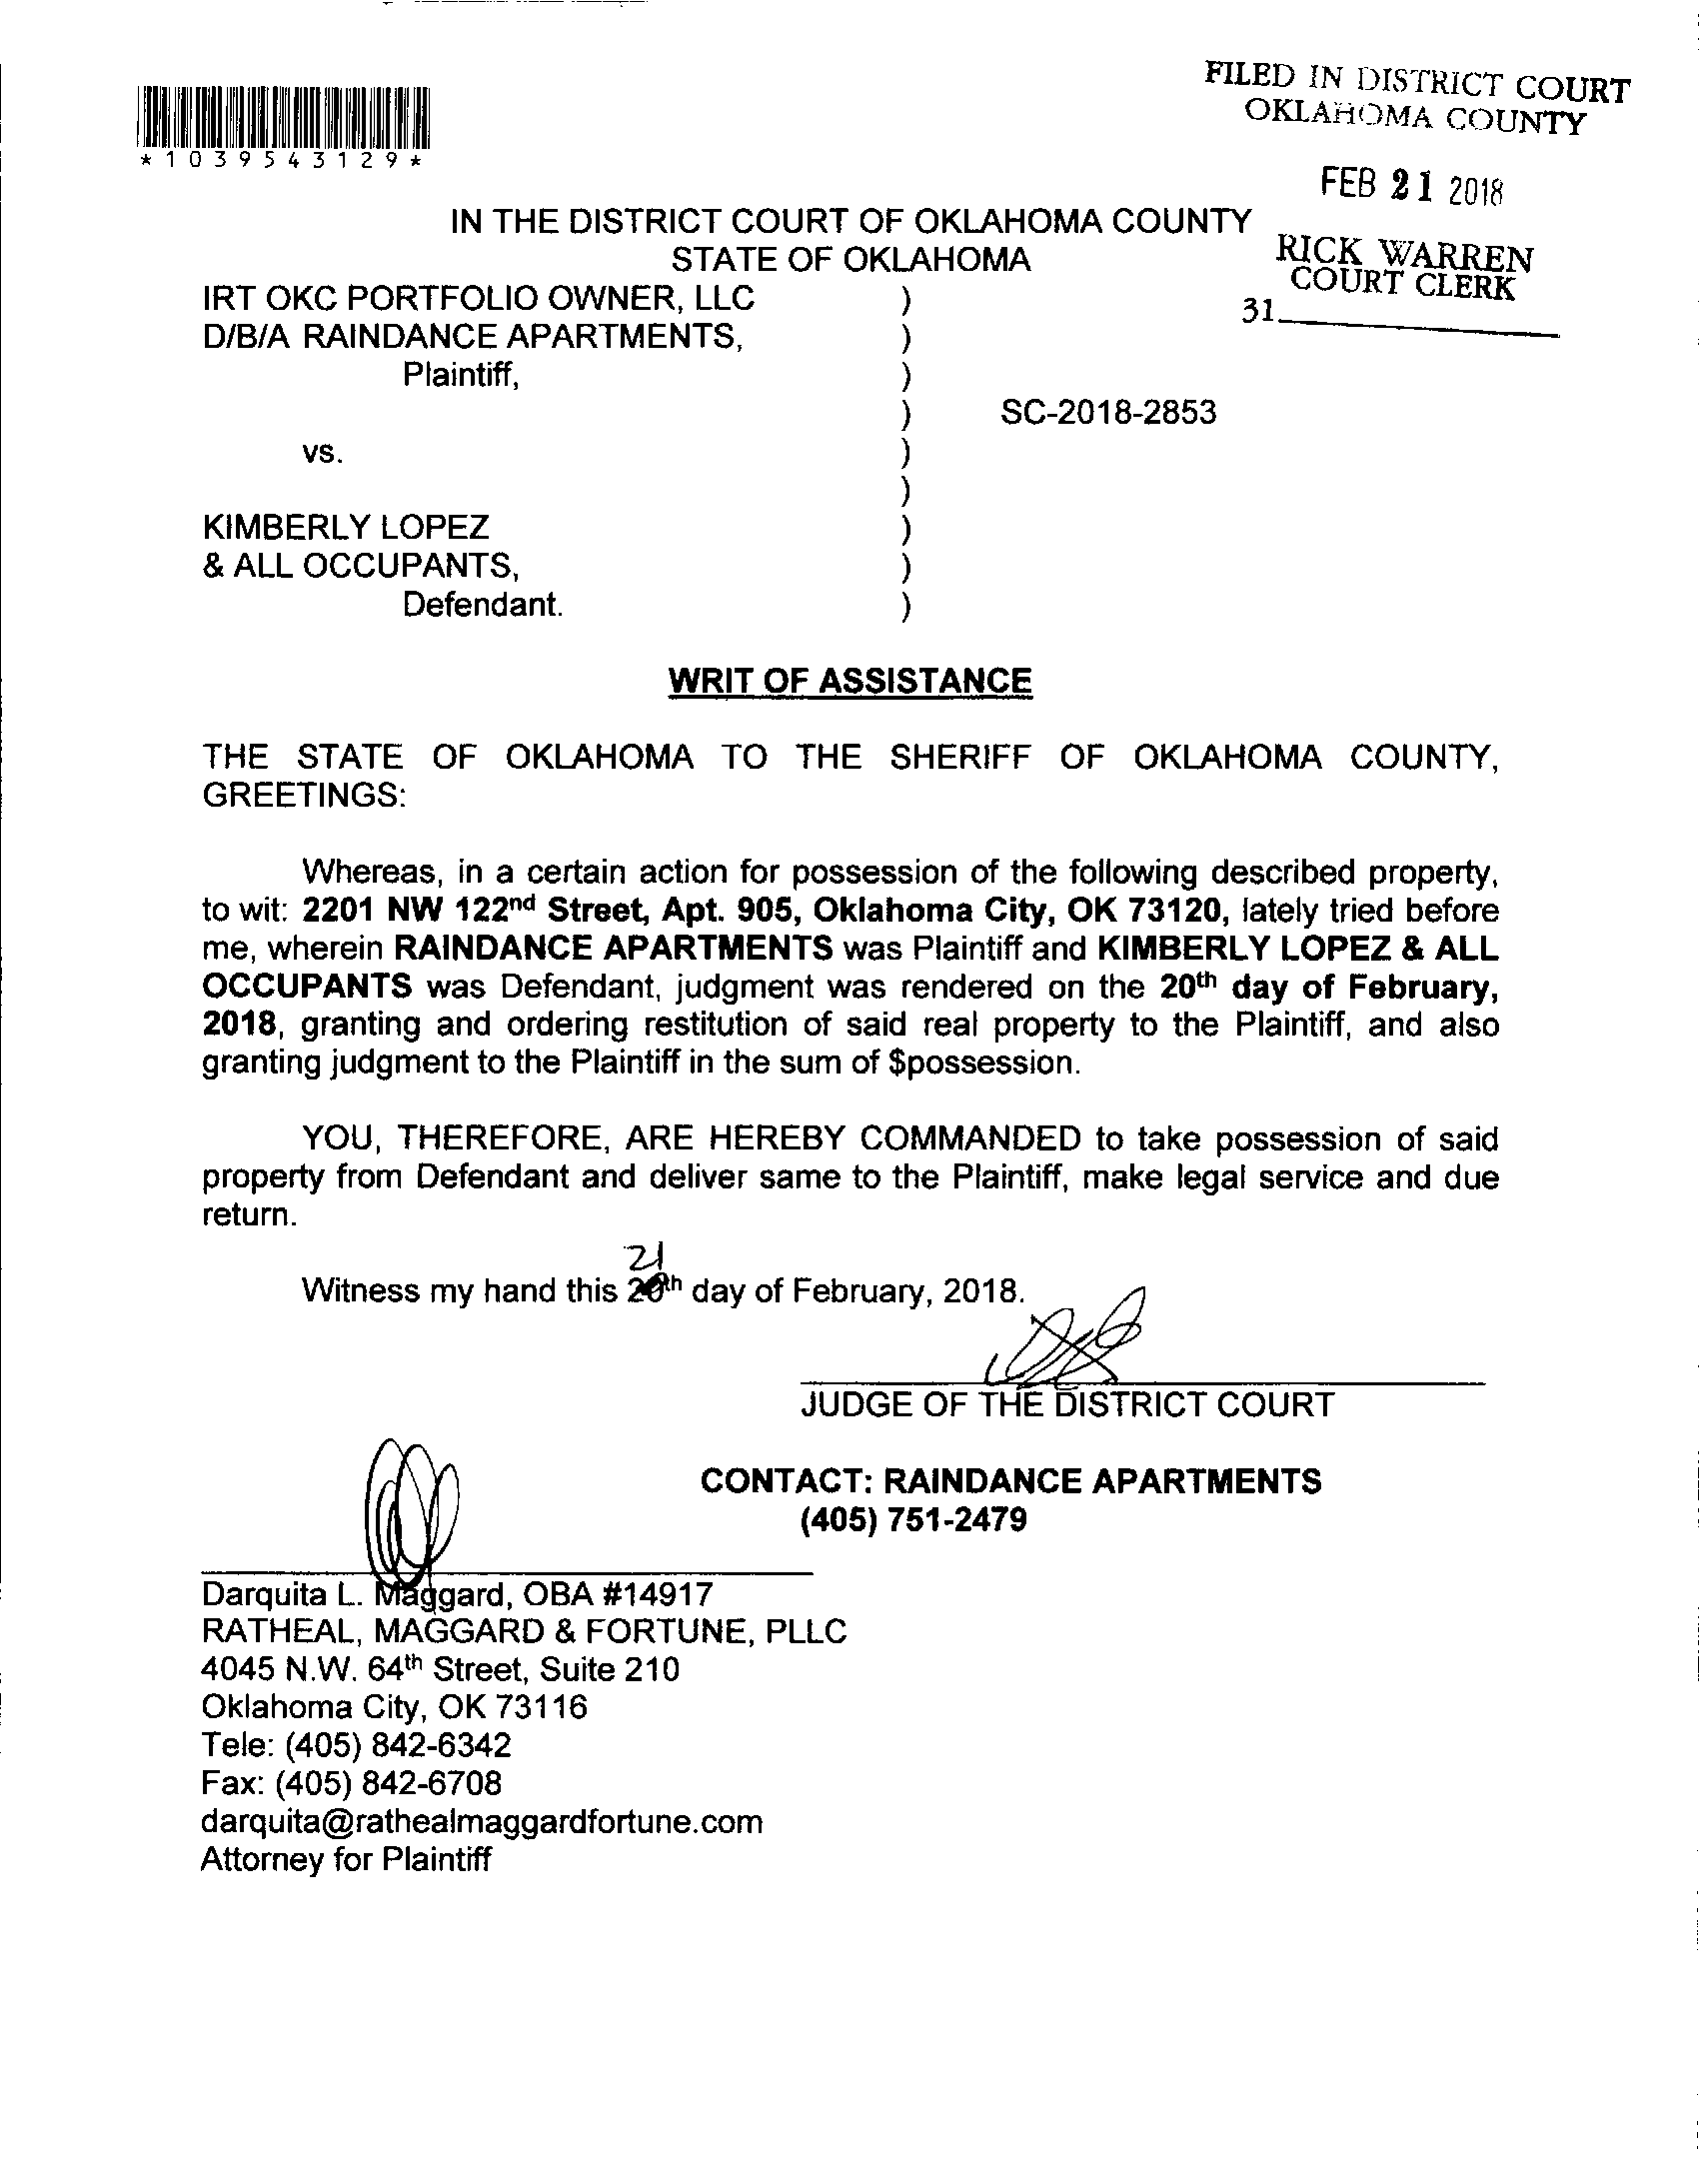 *1039543129*
FILED IN DISTRICT COURT
OKLAHOMA COUNTY
FEB 21 2018
RICK WARREN
COURT CLERK
31
IN THE DISTRICT COURT OF OKLAHOMA COUNTY
STATE OF OKLAHOMA
IRT OKC PORTFOLIO OWNER, LLC )
D/B/A RAINDANCE APARTMENTS, )
Plaintiff, )
) SC-2018-2853
vs. )
)
KIMBERLY LOPEZ )
& ALL OCCUPANTS, )
Defendant. )
WRIT OF ASSISTANCE
THE STATE OF OKLAHOMA TO THE SHERIFF OF OKLAHOMA COUNTY,
GREETINGS:
Whereas, in a certain action for possession of the following described property,
to wit: 2201 NW 122nd Street, Apt. 905, Oklahoma City, OK 73120, lately tried before
me, wherein RAINDANCE APARTMENTS was Plaintiff and KIMBERLY LOPEZ & ALL
OCCUPANTS was Defendant, judgment was rendered on the 20th day of February,
2018, granting and ordering restitution of said real property to the Plaintiff, and also
granting judgment to the Plaintiff in the sum of $possession.
YOU, THEREFORE, ARE HEREBY COMMANDED to take possession of said
property from Defendant and deliver same to the Plaintiff, make legal service and due
return.
21
Witness my hand this 20th day of February, 2018.
JUDGE OF THE DISTRICT COURT
CONTACT: RAINDANCE APARTMENTS
(405) 751-2479
Darquita L. Maggard, OBA #14917
RATHEAL, MAGGARD & FORTUNE, PLLC
4045 N.W. 64th Street, Suite 210
Oklahoma City, OK 73116
Tele: (405) 842-6342
Fax: (405) 842-6708
darquita@rathealmaggardfortune.com
Attorney for Plaintiff